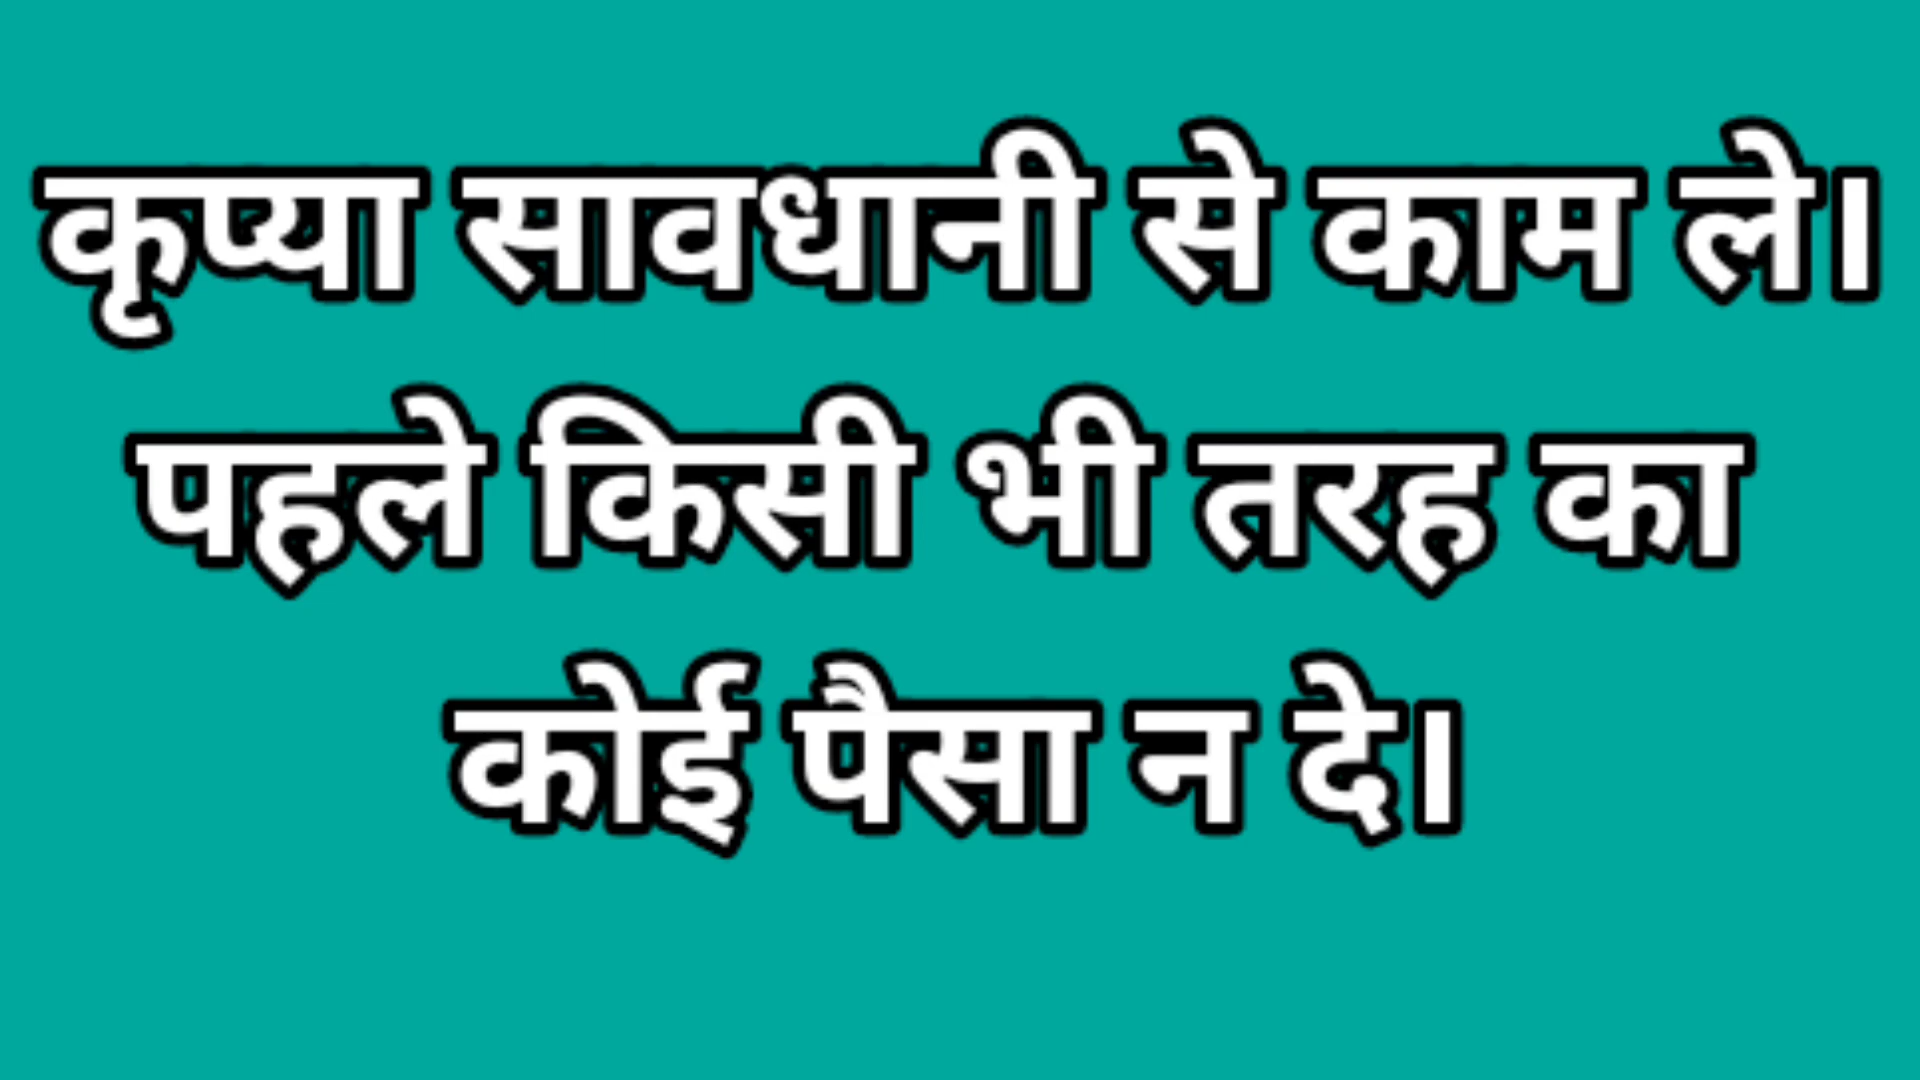 कृप्या सावधानी से काम ले।
पहले किसी भी तरह का
कोई पैसा न दे।